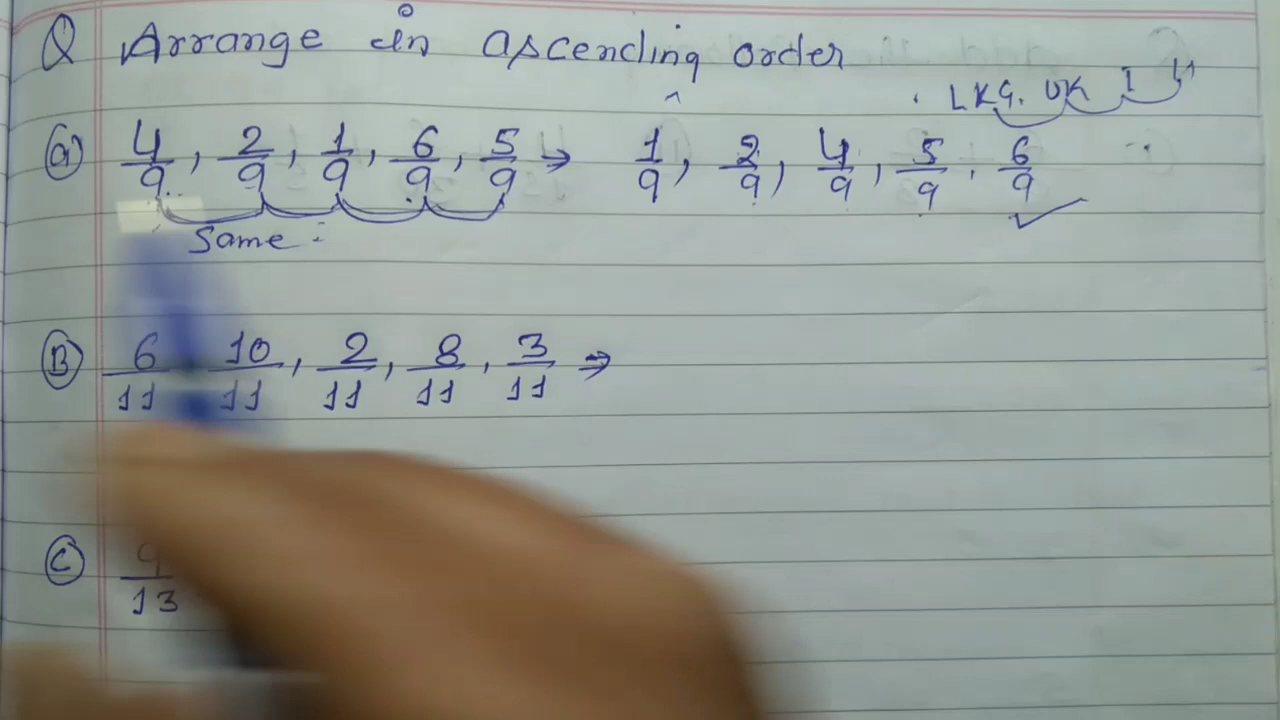 Q Arrange in ascending order
LKG. UK I
(a) 4/9, 2/9, 1/9, 6/9, 5/9 → 1/9, 2/9, 4/9, 5/9, 6/9
Same
(B) 6/11 10/11, 2/11, 8/11, 3/11 ⇒
(C) 9/13